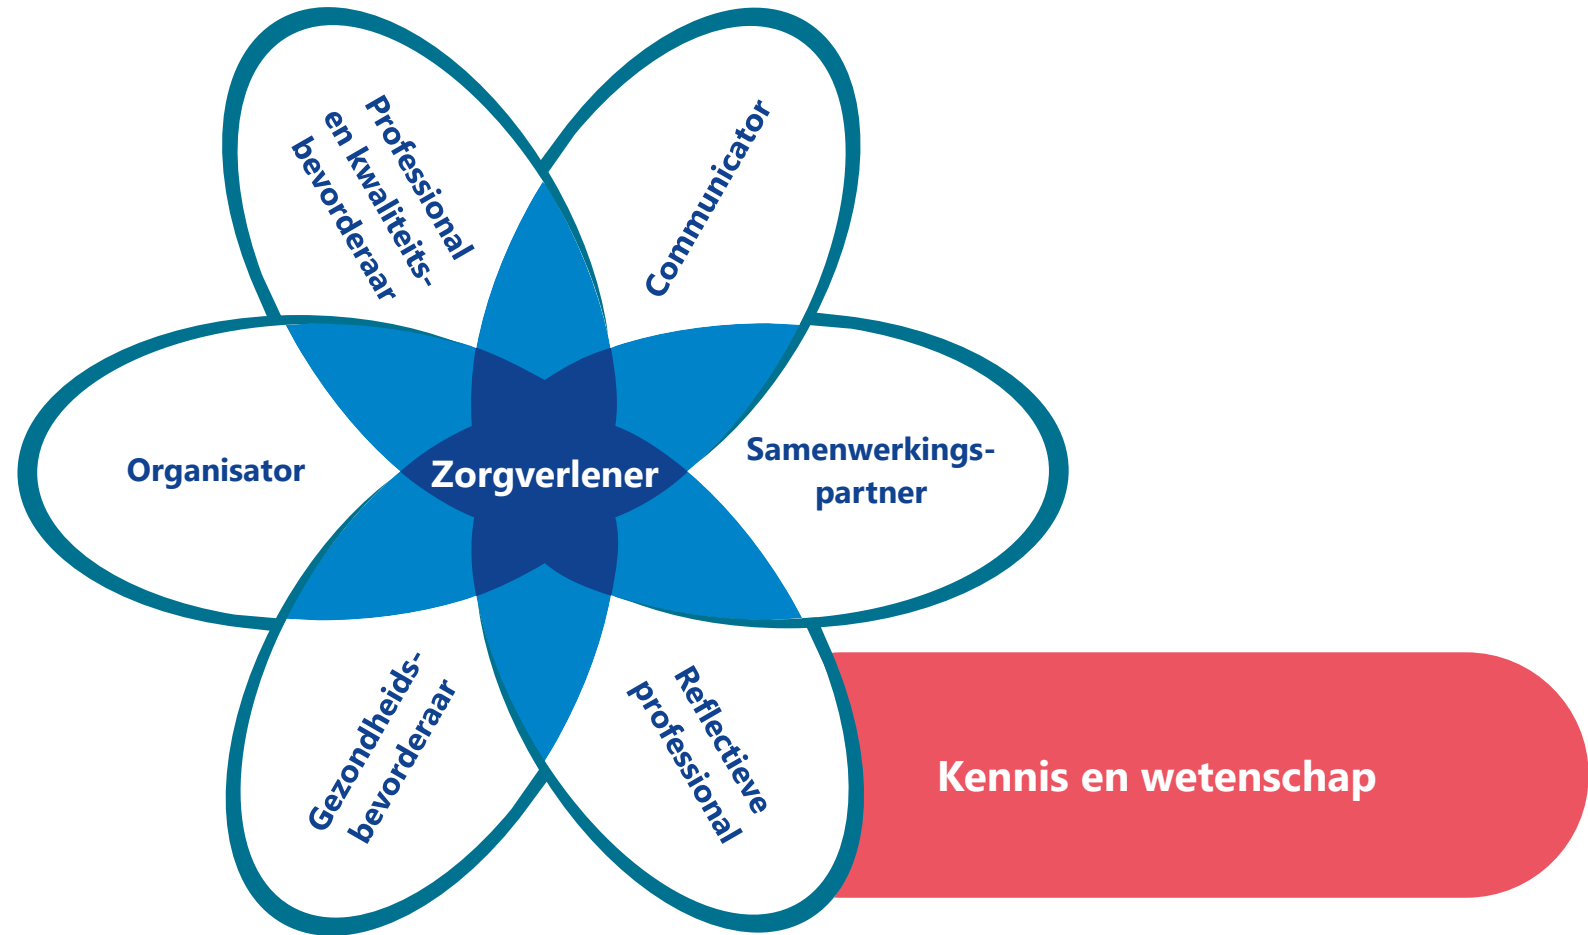 Professional
en kwaliteits-
bevorderaar
Communicator
Organisator
Zorgverlener
Samenwerkings-
partner
Gezondheids-
bevorderaar
Reflectieve
professional
Kennis en wetenschap